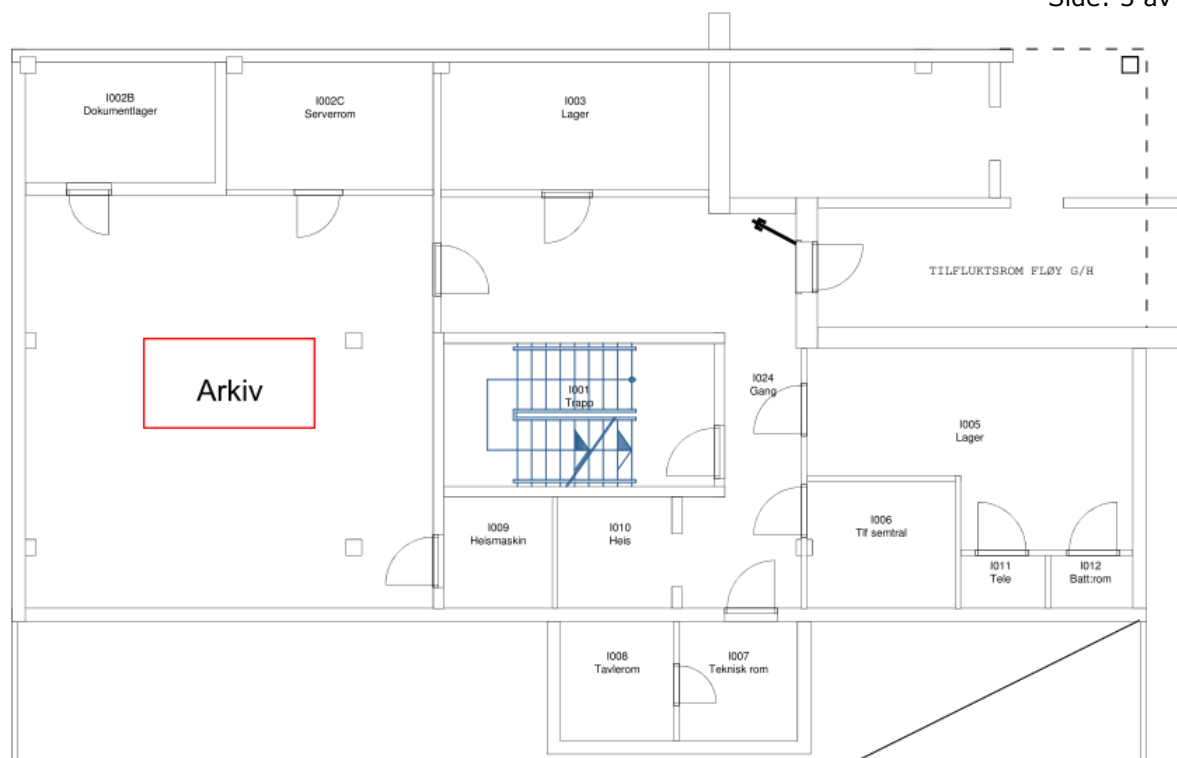 Side: 3 av
I002B
Dokumentlager
I002C
Serverrom
I003
Lager
TILFLUKTSROM FLØY G/H
Arkiv
I001
Trapp
I024
Gang
I005
Lager
I009
Heismaskin
I010
Heis
I006
Tlf semtral
I011
Tele
I012
Batt:rom
I008
Tavlerom
I007
Teknisk rom